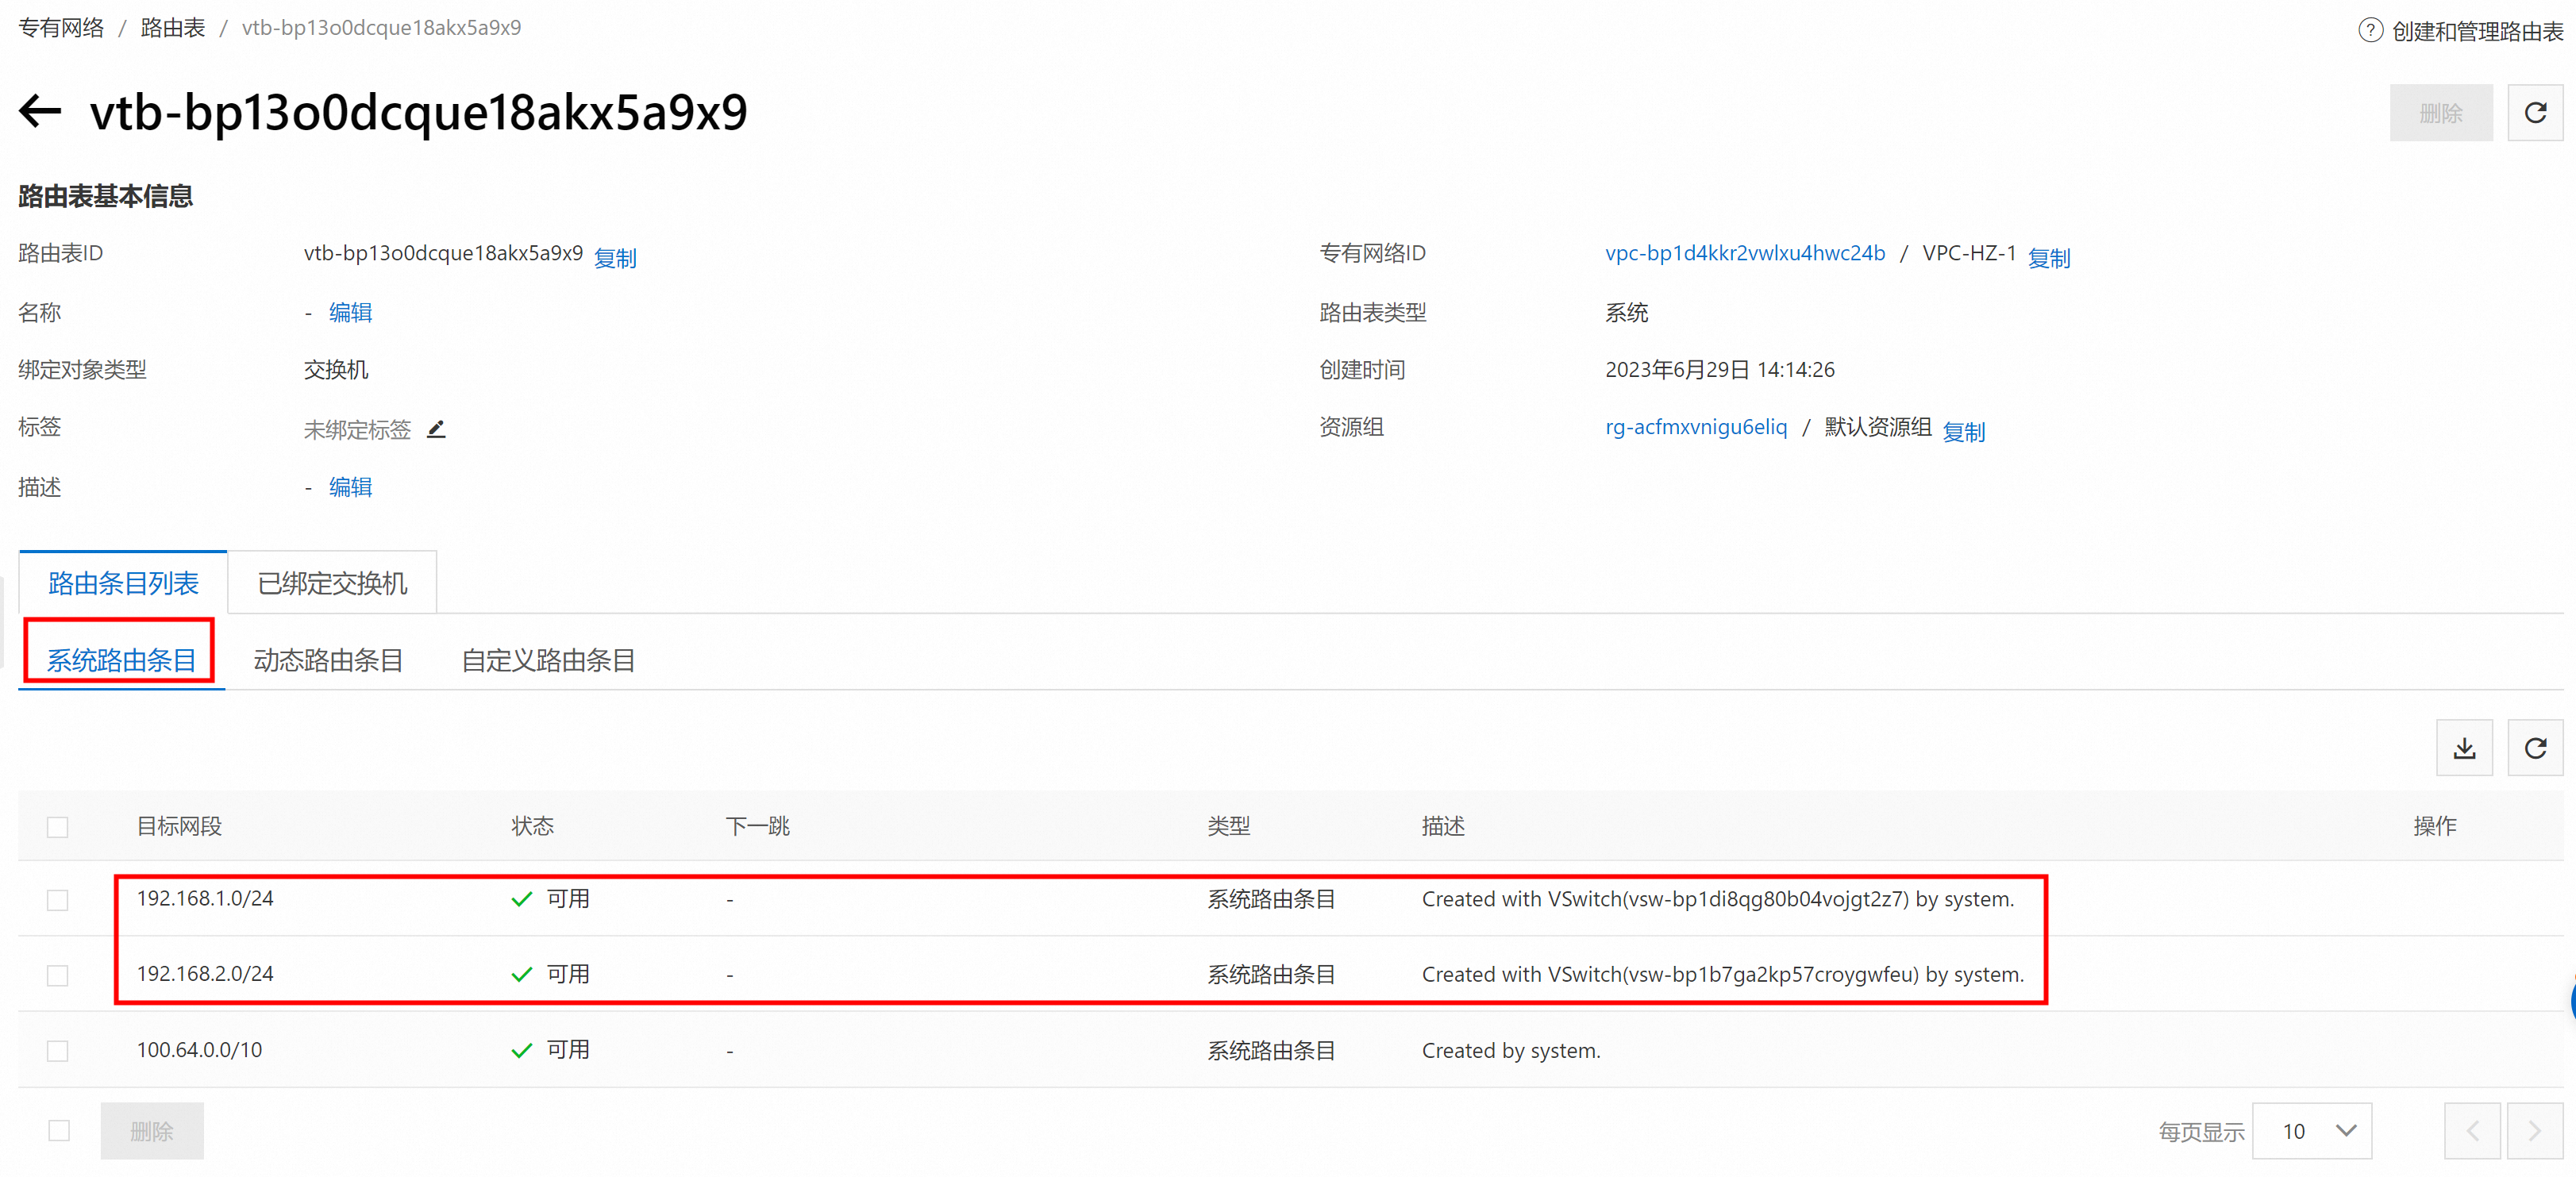 专有网络 / 路由表 / vtb-bp13o0dcque18akx5a9x9
创建和管理路由表
vtb-bp13o0dcque18akx5a9x9
删除
路由表基本信息
路由表ID vtb-bp13o0dcque18akx5a9x9 复制 专有网络ID vpc-bp1d4kkr2vwlxu4hwc24b / VPC-HZ-1 复制
名称 - 编辑 路由表类型 系统
绑定对象类型 交换机 创建时间 2023年6月29日 14:14:26
标签 未绑定标签 资源组 rg-acfmxvnigu6eliq / 默认资源组 复制
描述 - 编辑
路由条目列表 已绑定交换机
系统路由条目 动态路由条目 自定义路由条目
目标网段 状态 下一跳 类型 描述 操作
192.168.1.0/24 可用 - 系统路由条目 Created with VSwitch(vsw-bp1di8qg80b04vojgt2z7) by system.
192.168.2.0/24 可用 - 系统路由条目 Created with VSwitch(vsw-bp1b7ga2kp57croygwfeu) by system.
100.64.0.0/10 可用 - 系统路由条目 Created by system.
删除 每页显示 10